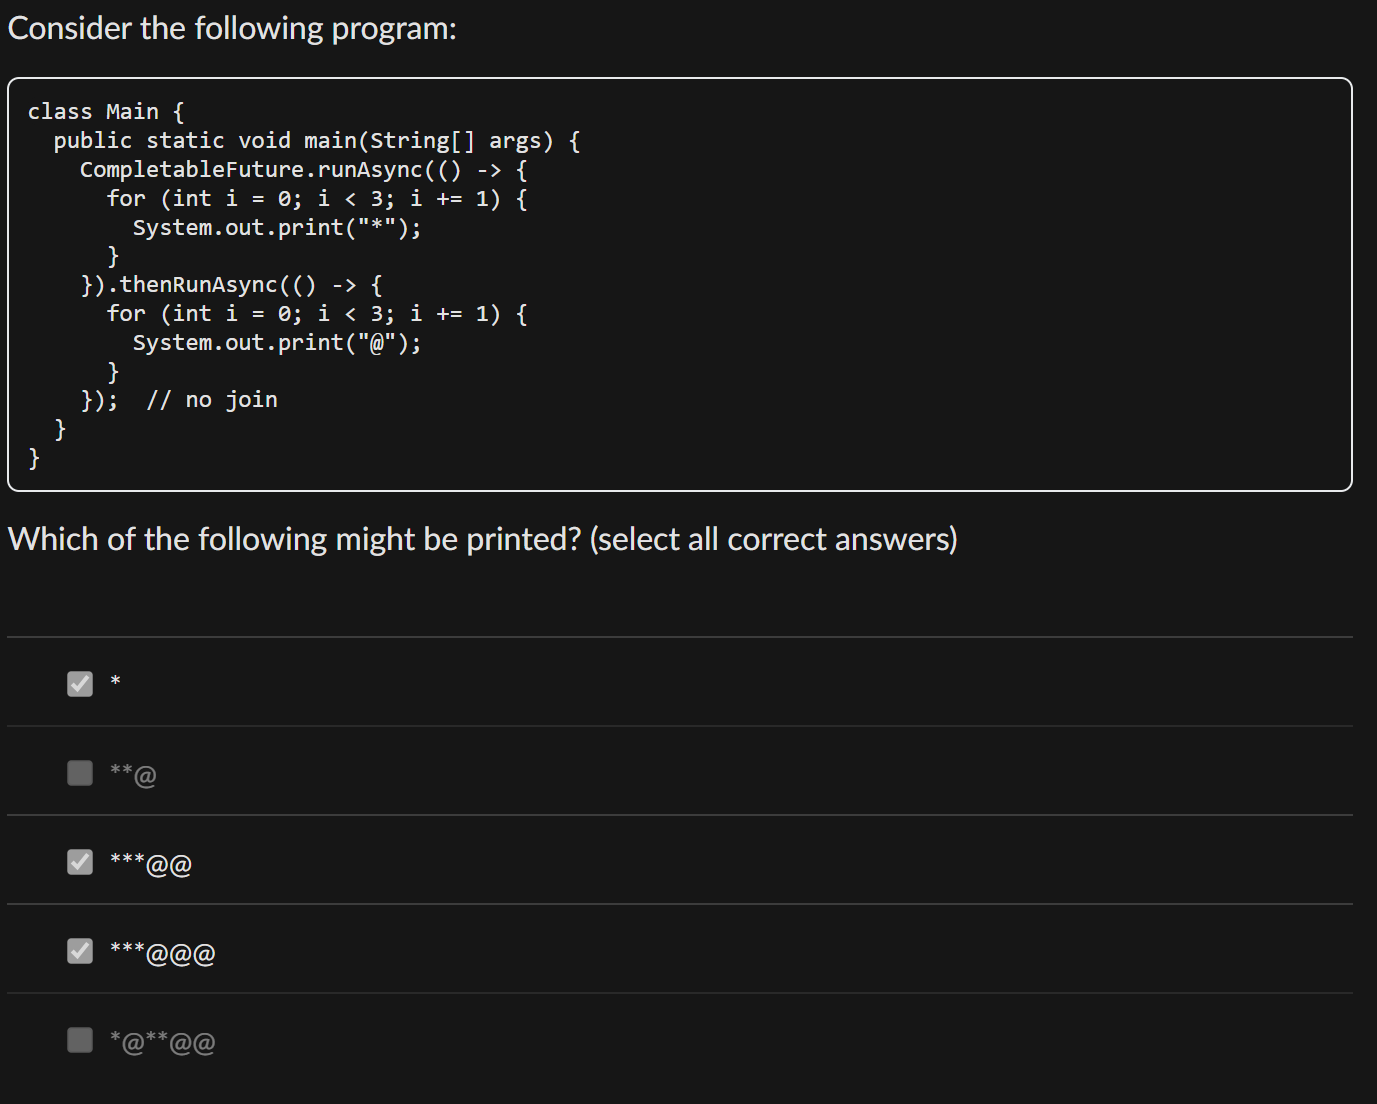 Consider the following program:
class Main {
  public static void main(String[] args) {
    CompletableFuture.runAsync(() -> {
      for (int i = 0; i < 3; i += 1) {
        System.out.print("*");
      }
    }).thenRunAsync(() -> {
      for (int i = 0; i < 3; i += 1) {
        System.out.print("@");
      }
    });  // no join
  }
}
Which of the following might be printed? (select all correct answers)
*
**@
***@@
***@@@
*@**@@